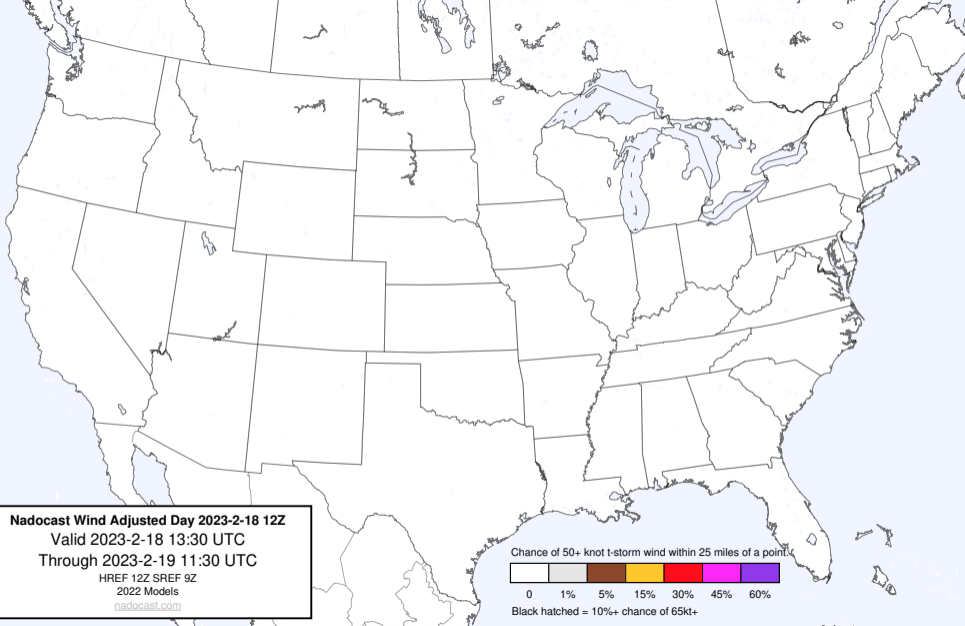 Nadocast Wind Adjusted Day 2023-2-18 12Z
Valid 2023-2-18 13:30 UTC
Through 2023-2-19 11:30 UTC
HREF 12Z SREF 9Z
2022 Models
nadocast.com
Chance of 50+ knot t-storm wind within 25 miles of a point.
0 1% 5% 15% 30% 45% 60%
Black hatched = 10%+ chance of 65kt+